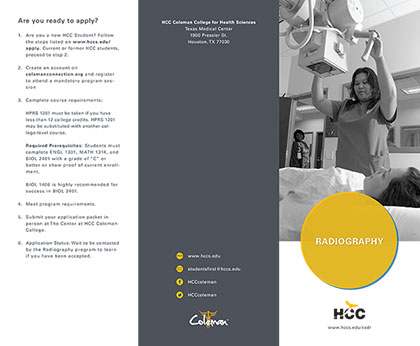 Are you ready to apply?
1. Are you a new HCC Student? Follow
the steps listed on www.hccs.edu/
apply. Current or former HCC students,
proceed to step 2.
2. Create an account on
colemanconnection.org and register
to attend a mandatory program ses-
sion
3. Complete course requirements:
HPRS 1201 must be taken if you have
less than 12 college credits. HPRS 1201
may be substituted with another col-
lege-level course.
Required Prerequisites: Students must
complete ENGL 1301, MATH 1314, and
BIOL 2401 with a grade of "C" or
better or show proof of current enroll-
ment.
BIOL 1406 is highly recommended for
success in BIOL 2401.
4. Meet program requirements.
5. Submit your application packet in
person at The Center at HCC Coleman
College.
6. Application Status: Wait to be contacted
by the Radiography program to learn
if you have been accepted.
HCC Coleman College for Health Sciences
Texas Medical Center
1900 Pressler St.
Houston, TX 77030
www.hccs.edu
studentsfirst@hccs.edu
HCCcoleman
HCCcoleman
Coleman
RADIOGRAPHY
HCC
www.hccs.edu/radr